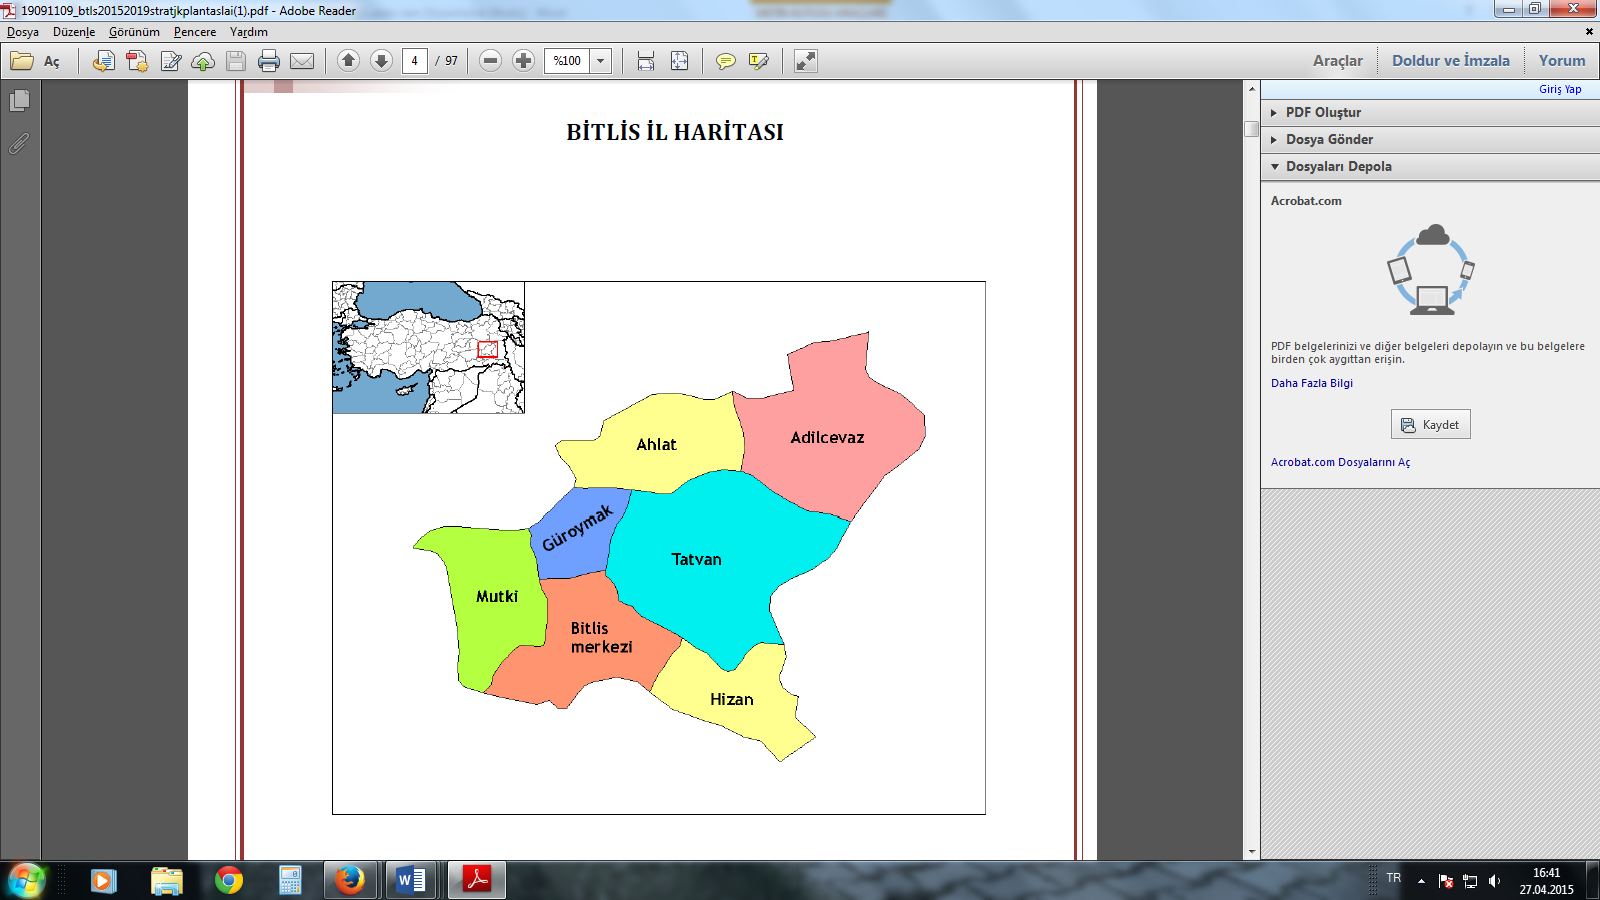 19091109_btls20152019stratjkplantaslai(1).pdf - Adobe Reader
Dosya Düzenle Görünüm Pencere Yardım
Aç 4 / 97 %100 Araçlar Doldur ve İmzala Yorum
Giriş Yap
PDF Oluştur
Dosya Gönder
Dosyaları Depola
Acrobat.com
PDF belgelerinizi ve diğer belgeleri depolayın ve bu belgelere
birden çok aygıttan erişin.
Daha Fazla Bilgi
Kaydet
Acrobat.com Dosyalarını Aç
BİTLİS İL HARİTASI
Ahlat
Adilcevaz
Güroymak
Tatvan
Mutki
Bitlis
merkezi
Hizan
TR
16:41
27.04.2015